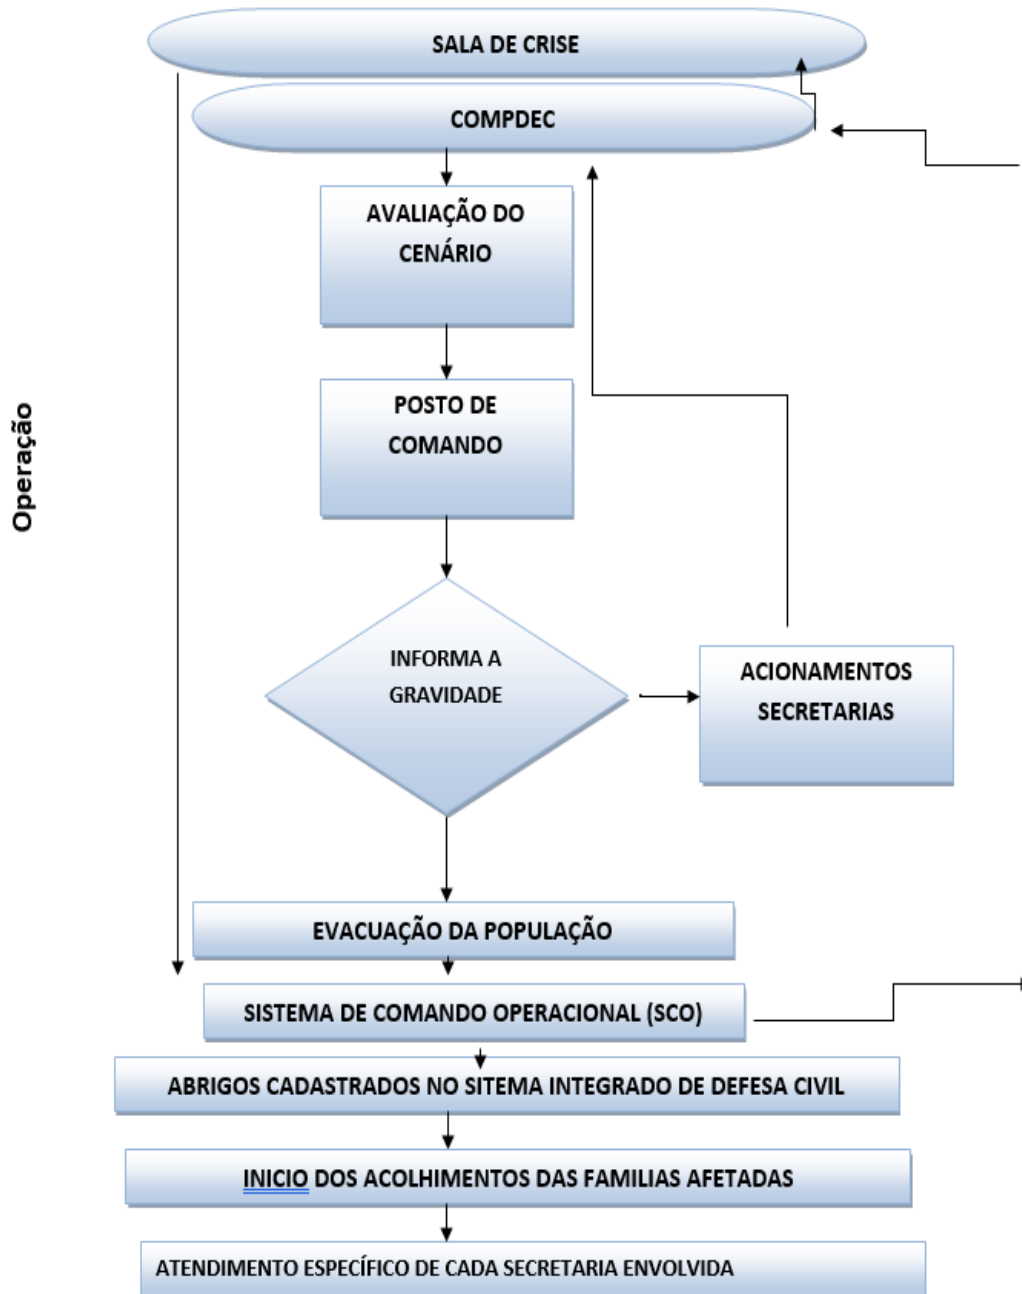 SALA DE CRISE
COMPDEC
AVALIAÇÃO DO
CENÁRIO
POSTO DE
COMANDO
Operação
INFORMA A
GRAVIDADE
ACIONAMENTOS
SECRETARIAS
EVACUAÇÃO DA POPULAÇÃO
SISTEMA DE COMANDO OPERACIONAL (SCO)
ABRIGOS CADASTRADOS NO SITEMA INTEGRADO DE DEFESA CIVIL
INICIO DOS ACOLHIMENTOS DAS FAMILIAS AFETADAS
ATENDIMENTO ESPECÍFICO DE CADA SECRETARIA ENVOLVIDA